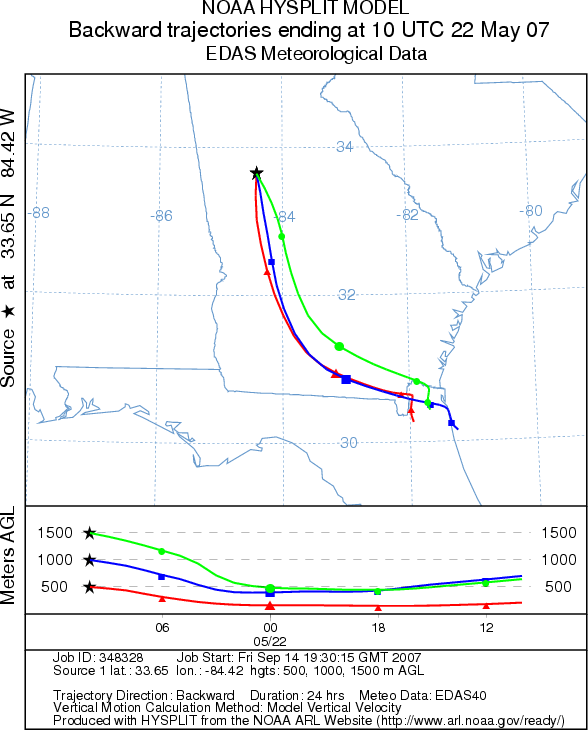 NOAA HYSPLIT MODEL
Backward trajectories ending at 10 UTC 22 May 07
EDAS Meteorological Data
Source ★ at 33.65 N 84.42 W
34
-88
-86
-84
-82
-80
32
30
Meters AGL
1500
1500
1000
1000
500
500
06
00
18
12
05/22
Job ID: 348328 Job Start: Fri Sep 14 19:30:15 GMT 2007
Source 1 lat.: 33.65 lon.: -84.42 hgts: 500, 1000, 1500 m AGL
Trajectory Direction: Backward Duration: 24 hrs Meteo Data: EDAS40
Vertical Motion Calculation Method: Model Vertical Velocity
Produced with HYSPLIT from the NOAA ARL Website (http://www.arl.noaa.gov/ready/)